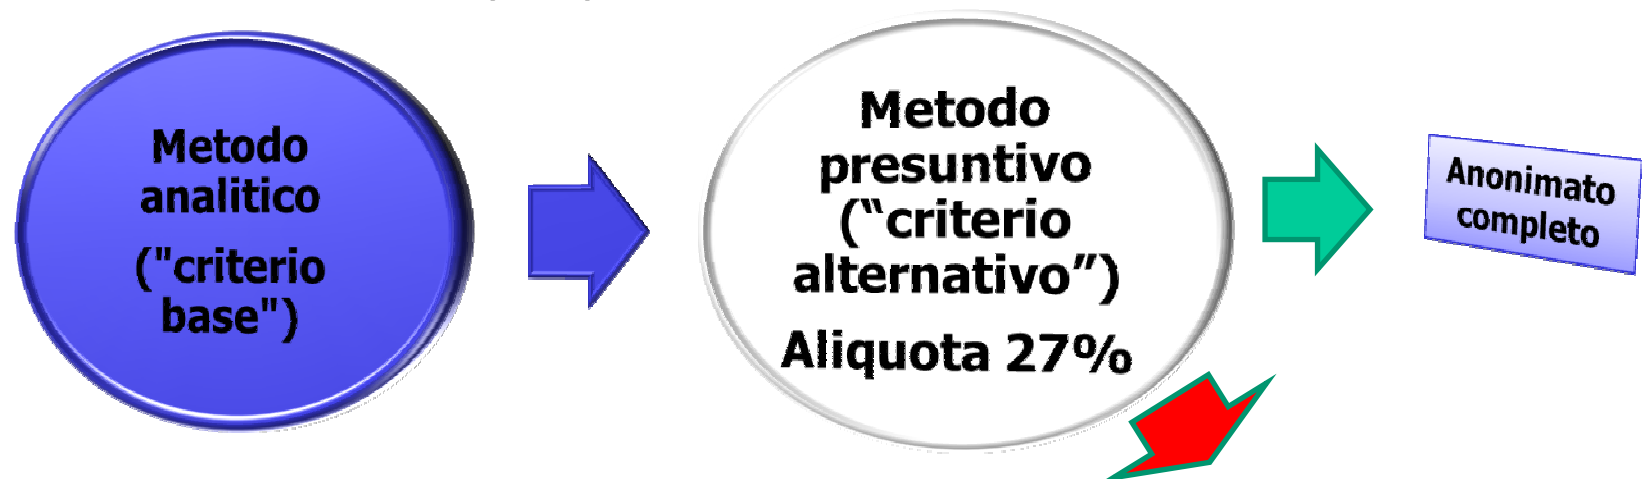 Metodo
analitico
("criterio
base")
Metodo
presuntivo
(“criterio
alternativo”)
Aliquota 27%
Anonimato
completo